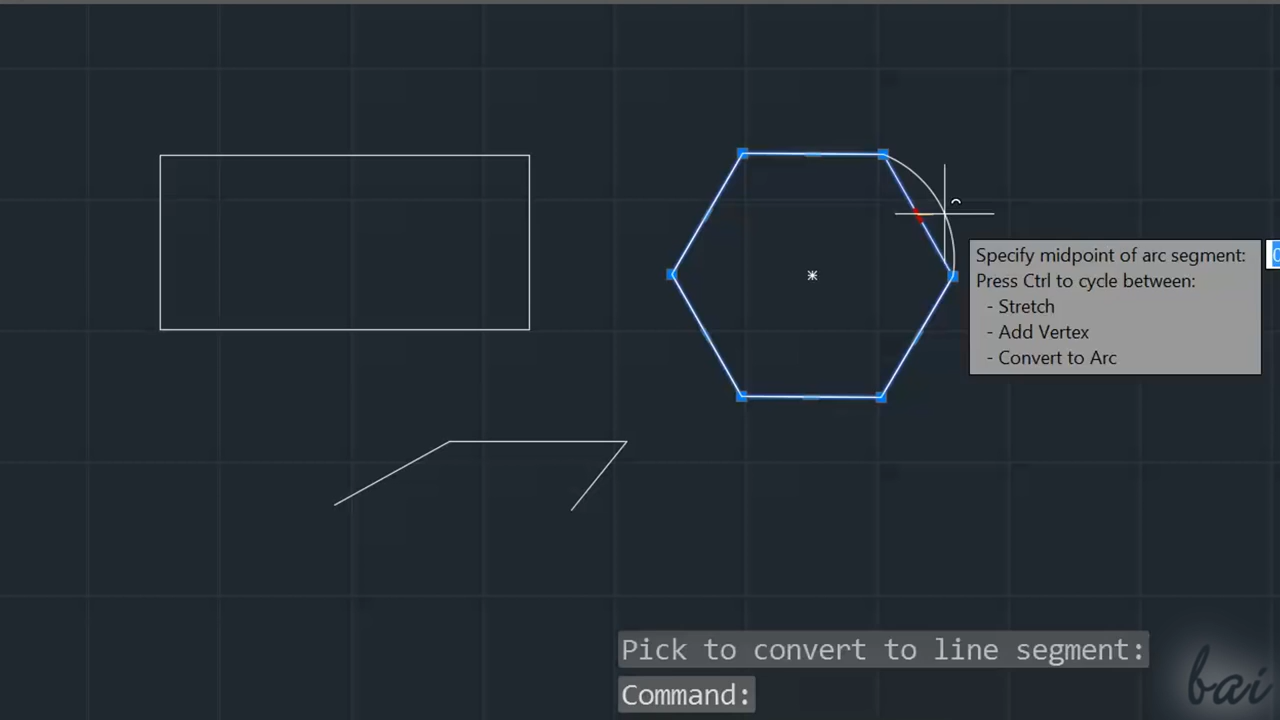 Specify midpoint of arc segment:
Press Ctrl to cycle between:
- Stretch
- Add Vertex
- Convert to Arc
Pick to convert to line segment:
Command:
bai